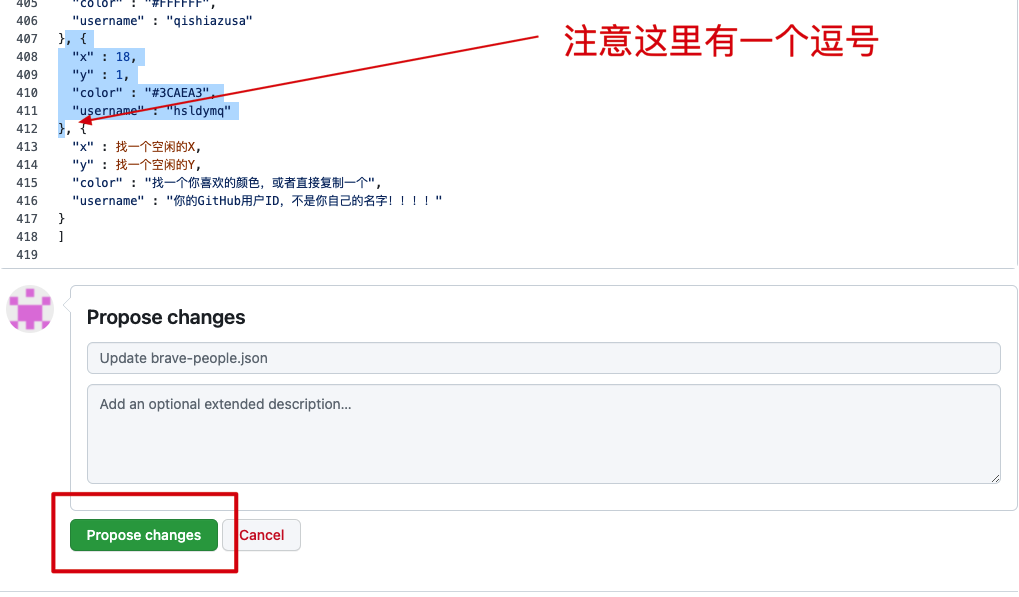 405 "color" : "#FFFFFF",
406 "username" : "qishiazusa"
407 }, {
408 "x" : 18,
409 "y" : 1,
410 "color" : "#3CAEA3",
411 "username" : "hsldymq"
412 }, {
413 "x" : 找一个空闲的X,
414 "y" : 找一个空闲的Y,
415 "color" : "找一个你喜欢的颜色，或者直接复制一个",
416 "username" : "你的GitHub用户ID，不是你自己的名字！！！！"
417 }
418 ]
419
注意这里有一个逗号
Propose changes
Update brave-people.json
Add an optional extended description...
Propose changes
Cancel